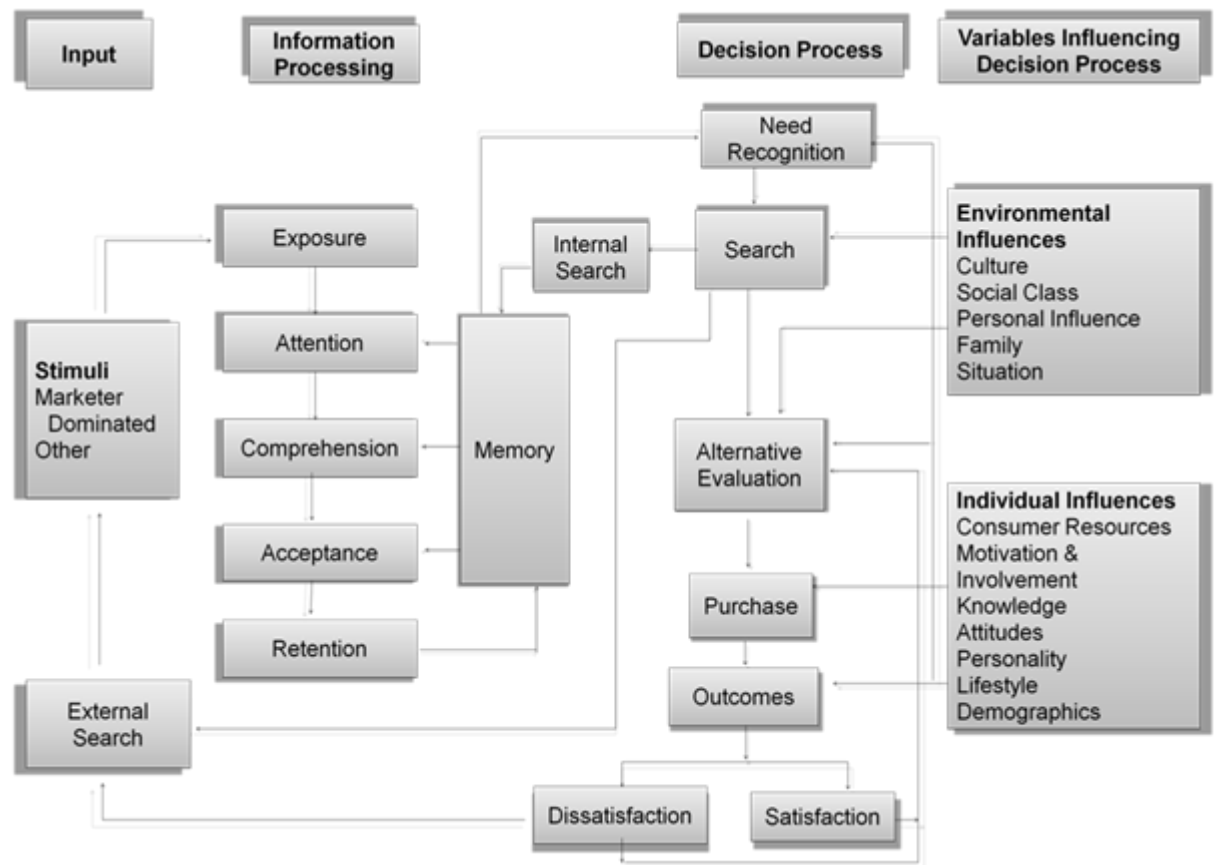 Input
Information
Processing
Decision Process
Variables Influencing
Decision Process
Need
Recognition
Exposure
Internal
Search
Search
Environmental
Influences
Culture
Social Class
Personal Influence
Family
Situation
Stimuli
Marketer
Dominated
Other
Attention
Comprehension
Memory
Alternative
Evaluation
Acceptance
Retention
Purchase
Individual Influences
Consumer Resources
Motivation &
Involvement
Knowledge
Attitudes
Personality
Lifestyle
Demographics
External
Search
Outcomes
Dissatisfaction
Satisfaction